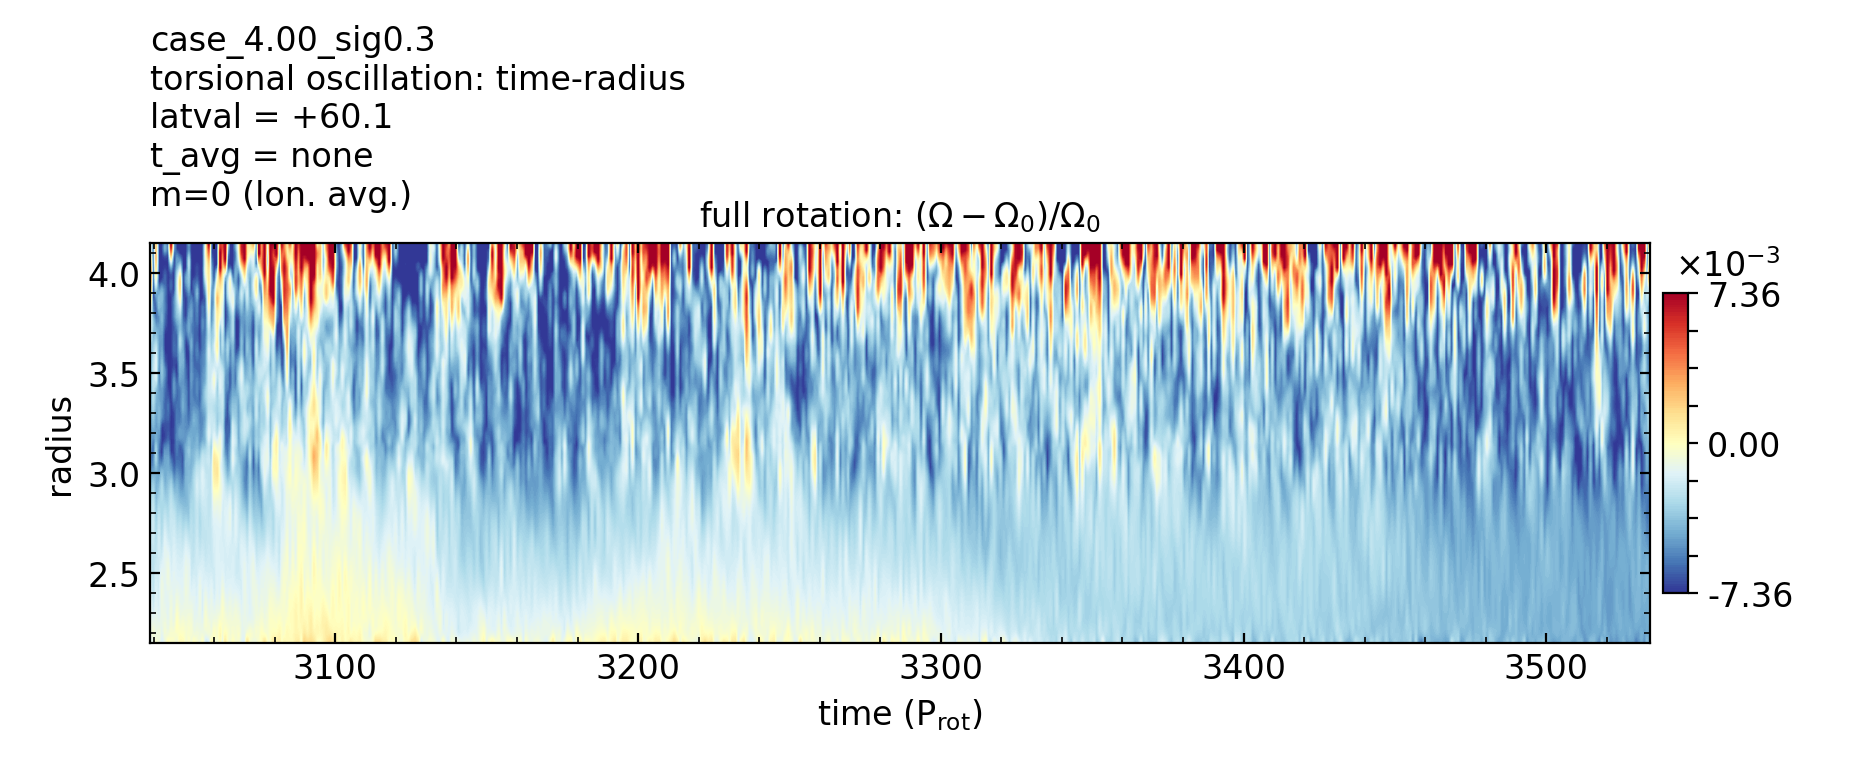 case_4.00_sig0.3
torsional oscillation: time-radius
latval = +60.1
t_avg = none
m=0 (lon. avg.)
full rotation: (Ω − Ω₀)/Ω₀
×10⁻³
7.36
0.00
-7.36
radius
4.0
3.5
3.0
2.5
3100 3200 3300 3400 3500
time (P_rot)